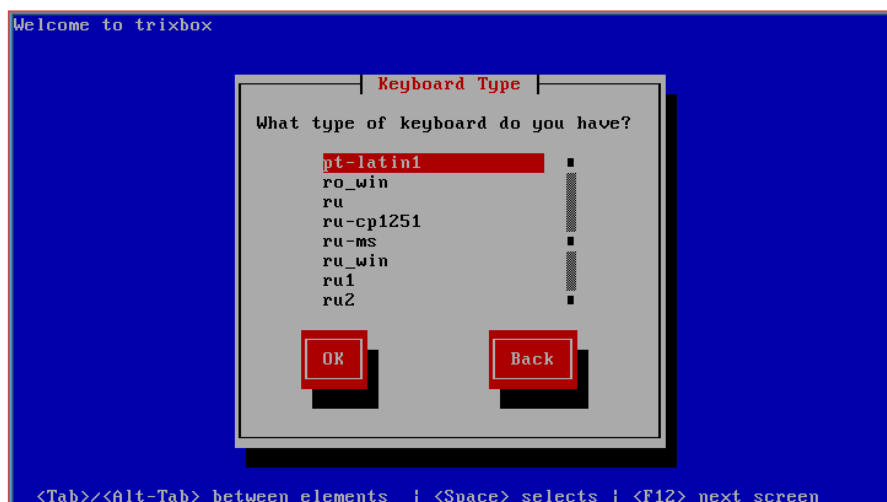 Welcome to trixbox
Keyboard Type
What type of keyboard do you have?
pt-latin1
ro_win
ru
ru-cp1251
ru-ms
ru_win
ru1
ru2
OK Back
<Tab>/<Alt-Tab> between elements | <Space> selects | <F12> next screen